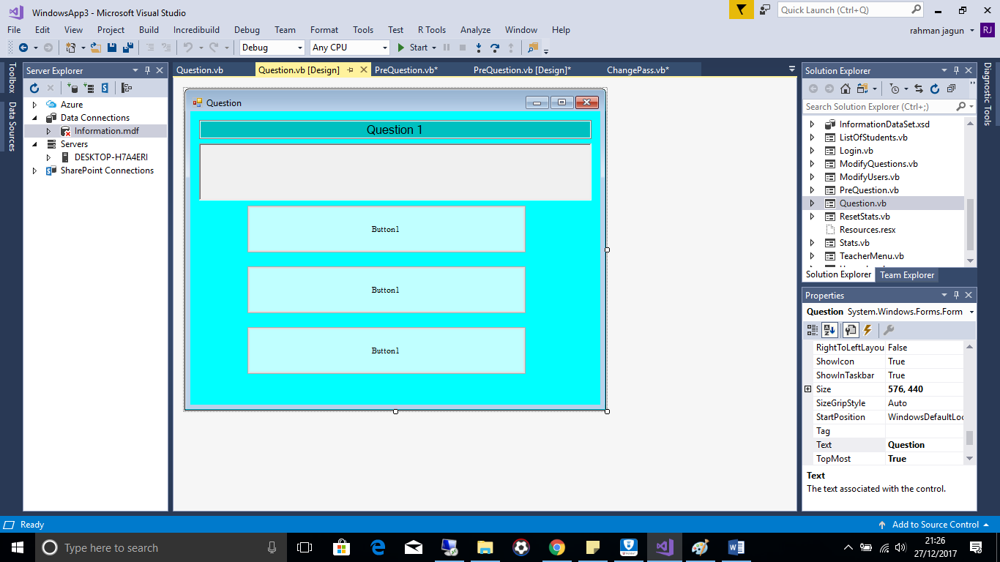 WindowsApp3 - Microsoft Visual Studio
Quick Launch (Ctrl+Q)
File Edit View Project Build Incredibuild Debug Team Format Tools Test R Tools Analyze Window Help
rahman jagun RJ
Debug Any CPU Start
Toolbox
Data Sources
Server Explorer
Azure
Data Connections
Information.mdf
Servers
DESKTOP-H7A4ERI
SharePoint Connections
Question.vb Question.vb [Design] PreQuestion.vb* PreQuestion.vb [Design]* ChangePass.vb*
Question
Question 1
Button1
Button1
Button1
Solution Explorer
Search Solution Explorer (Ctrl+;)
InformationDataSet.xsd
ListOfStudents.vb
Login.vb
ModifyQuestions.vb
ModifyUsers.vb
PreQuestion.vb
Question.vb
ResetStats.vb
Resources.resx
Stats.vb
TeacherMenu.vb
Solution Explorer Team Explorer
Diagnostic Tools
Properties
Question System.Windows.Forms.Form
RightToLeftLayou False
ShowIcon True
ShowInTaskbar True
Size 576, 440
SizeGripStyle Auto
StartPosition WindowsDefaultLoc
Tag
Text Question
TopMost True
Text
The text associated with the control.
Ready
Add to Source Control
Type here to search
21:26
27/12/2017